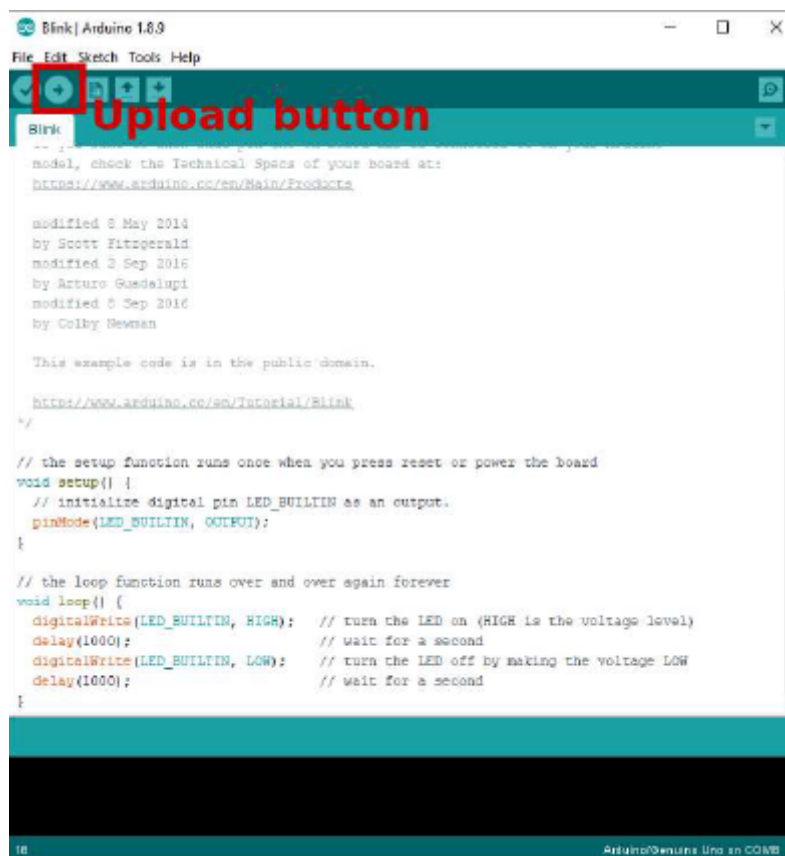 Blink | Arduino 1.8.9
File Edit Sketch Tools Help
Upload button
Blink
model, check the Technical Specs of your board at:
https://www.arduino.cc/en/Main/Products
modified 8 May 2014
by Scott Fitzgerald
modified 2 Sep 2016
by Arturo Guadalupi
modified 8 Sep 2016
by Colby Newman
This example code is in the public domain.
http://www.arduino.cc/en/Tutorial/Blink
*/
// the setup function runs once when you press reset or power the board
void setup() {
// initialize digital pin LED_BUILTIN as an output.
pinMode(LED_BUILTIN, OUTPUT);
}
// the loop function runs over and over again forever
void loop() {
digitalWrite(LED_BUILTIN, HIGH); // turn the LED on (HIGH is the voltage level)
delay(1000); // wait for a second
digitalWrite(LED_BUILTIN, LOW); // turn the LED off by making the voltage LOW
delay(1000); // wait for a second
}
Arduino/Genuino Uno on